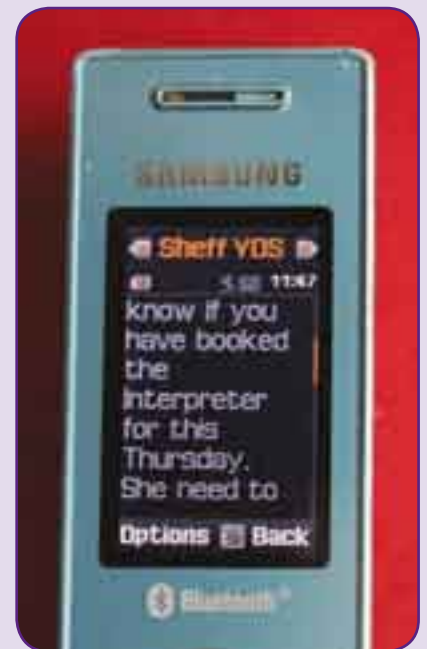 SAMSUNG
Sheff YOS
11:47
know if you
have booked
the
Interpreter
for this
Thursday.
She need to
Options Back
Bluetooth